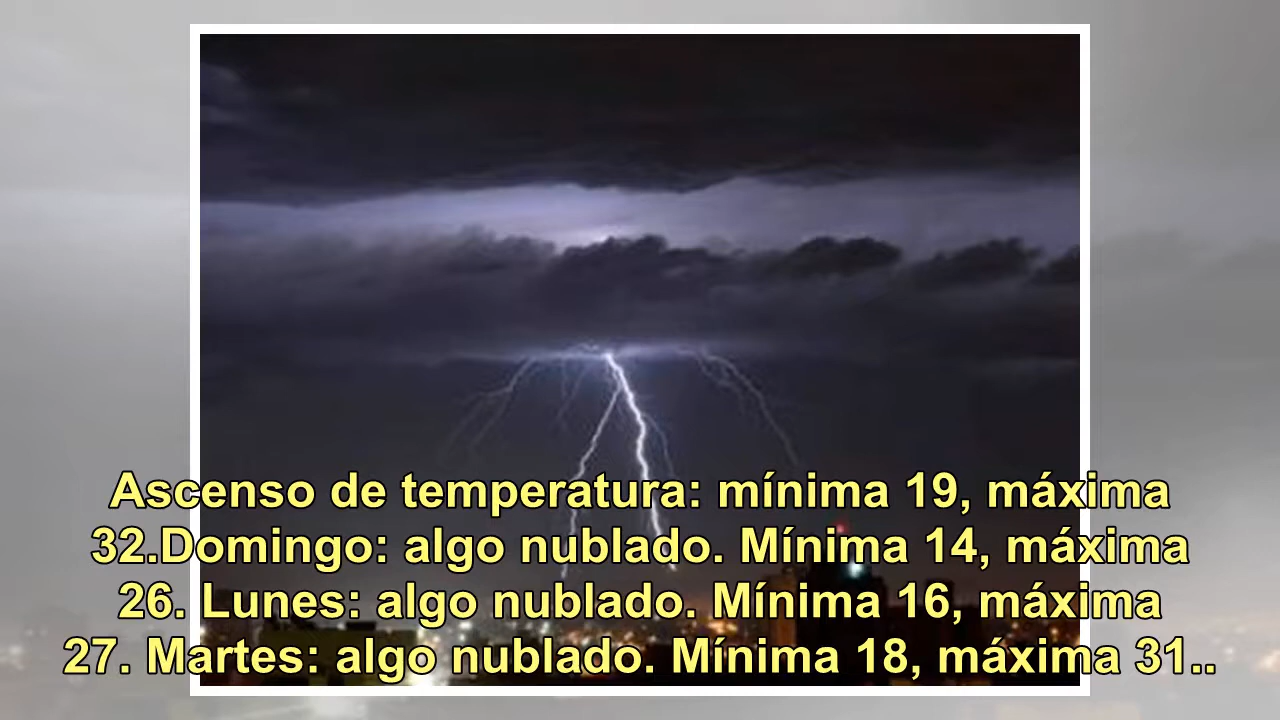 Ascenso de temperatura: mínima 19, máxima
32.Domingo: algo nublado. Mínima 14, máxima
26. Lunes: algo nublado. Mínima 16, máxima
27. Martes: algo nublado. Mínima 18, máxima 31..